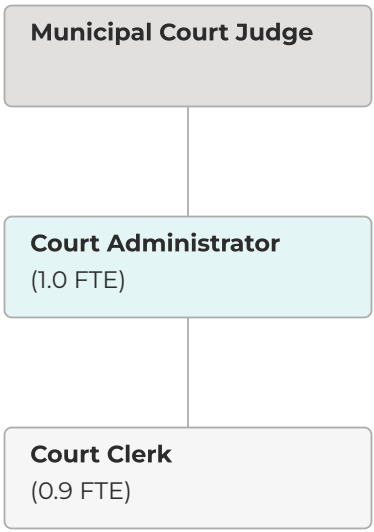 Municipal Court Judge
Court Administrator
(1.0 FTE)
Court Clerk
(0.9 FTE)